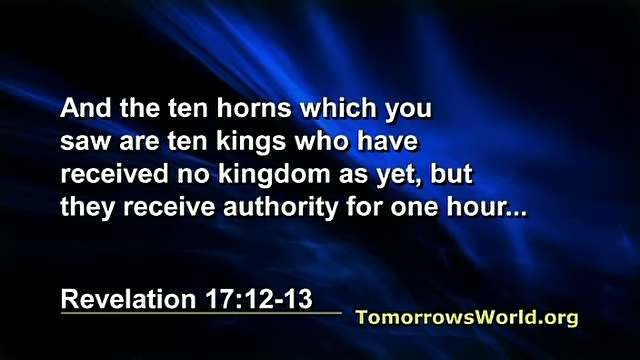 And the ten horns which you
saw are ten kings who have
received no kingdom as yet, but
they receive authority for one hour...
Revelation 17:12-13
TomorrowsWorld.org